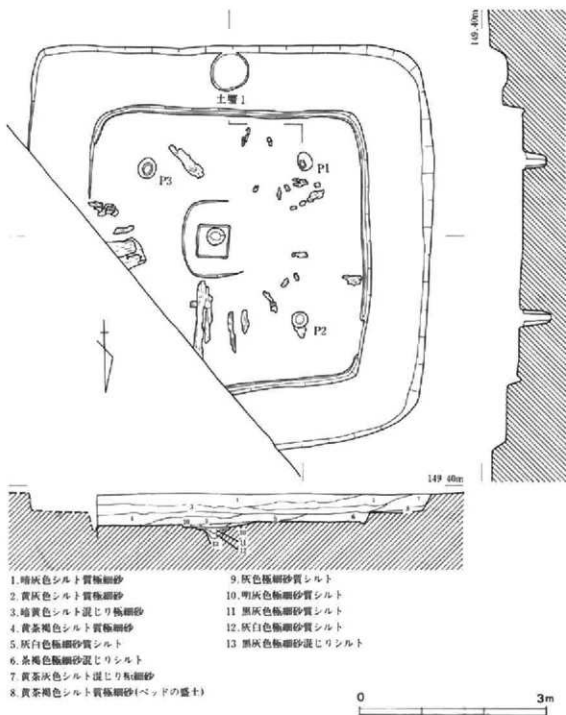 149.40m
土壙1
P1
P3
P2
149 40m
1.暗灰色シルト質極細砂
2.黄灰色シルト質極細砂
3.暗黄色シルト混じり極細砂
4.黄茶褐色シルト質極細砂
5.灰白色極細砂質シルト
6.茶褐色極細砂混じりシルト
7.黄茶灰色シルト混じり極細砂
8.黄茶褐色シルト質極細砂(ベッドの盛土)
9.灰色極細砂質シルト
10.明灰色極細砂質シルト
11 黒灰色極細砂質シルト
12.灰白色極細砂質シルト
13 黒灰色極細砂混じりシルト
0 3m